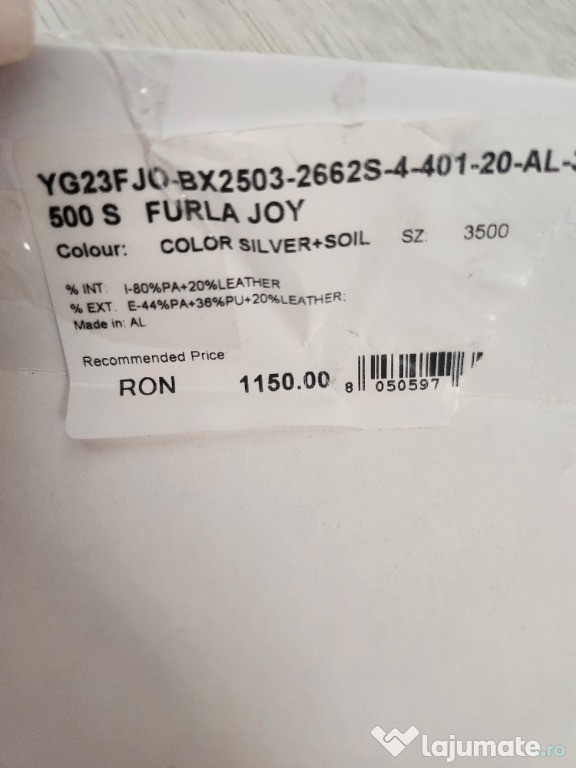 YG23FJO-BX2503-2662S-4-401-20-AL-3
500 S FURLA JOY
Colour: COLOR SILVER+SOIL SZ. 3500
% INT: I-80%PA+20%LEATHER
% EXT. E-44%PA+36%PU+20%LEATHER;
Made in: AL
Recommended Price
RON 1150.00
8 050597
lajumate.ro